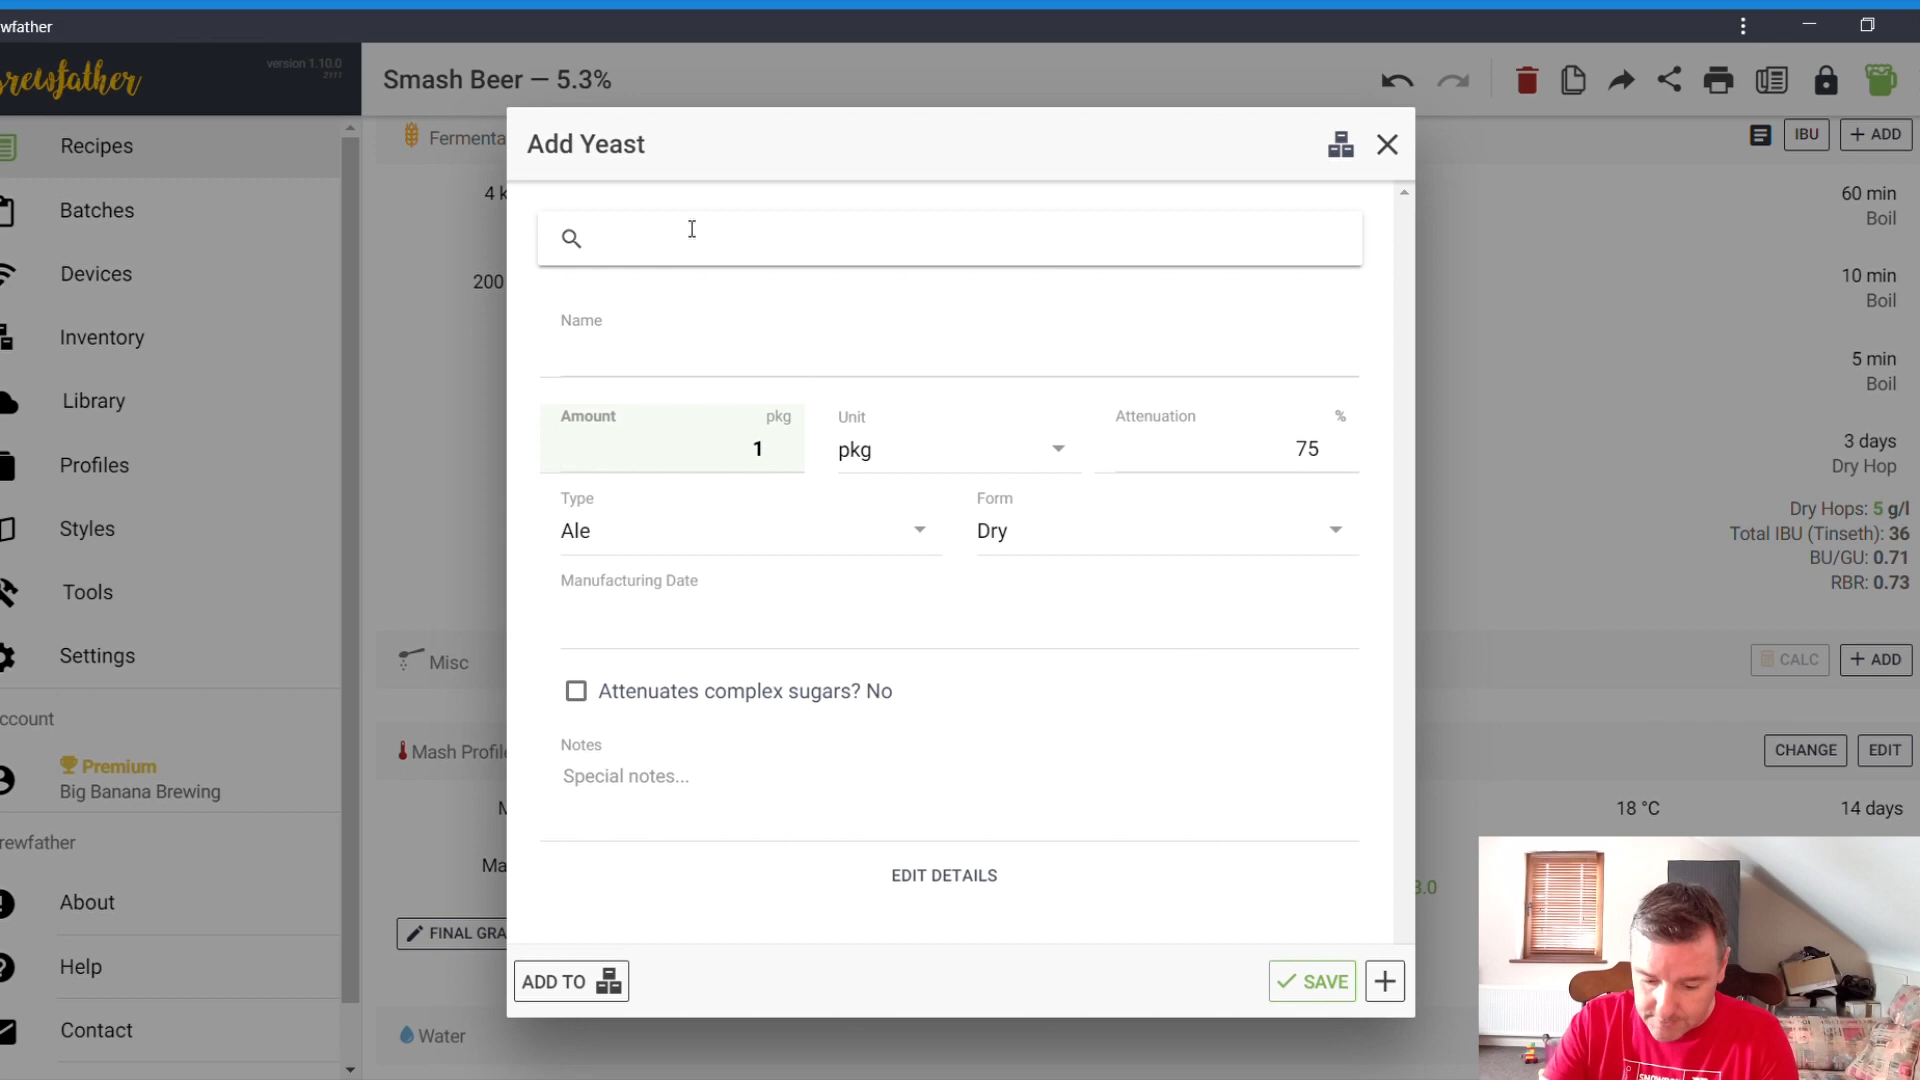 wfather
rewfather
version 1.10.0
2111
Smash Beer — 5.3%
Recipes
Batches
Devices
Inventory
Library
Profiles
Styles
Tools
Settings
ccount
Premium
Big Banana Brewing
rewfather
About
Help
Contact
Fermenta
4 k
200
Misc
Mash Profile
M
Ma
FINAL GRA
Water
Add Yeast
Name
Amount pkg
1
Unit
pkg
Attenuation %
75
Type
Ale
Form
Dry
Manufacturing Date
Attenuates complex sugars? No
Notes
Special notes...
EDIT DETAILS
ADD TO
SAVE
IBU
ADD
60 min
Boil
10 min
Boil
5 min
Boil
3 days
Dry Hop
Dry Hops: 5 g/l
Total IBU (Tinseth): 36
BU/GU: 0.71
RBR: 0.73
CALC
ADD
CHANGE
EDIT
18 °C
14 days
3.0